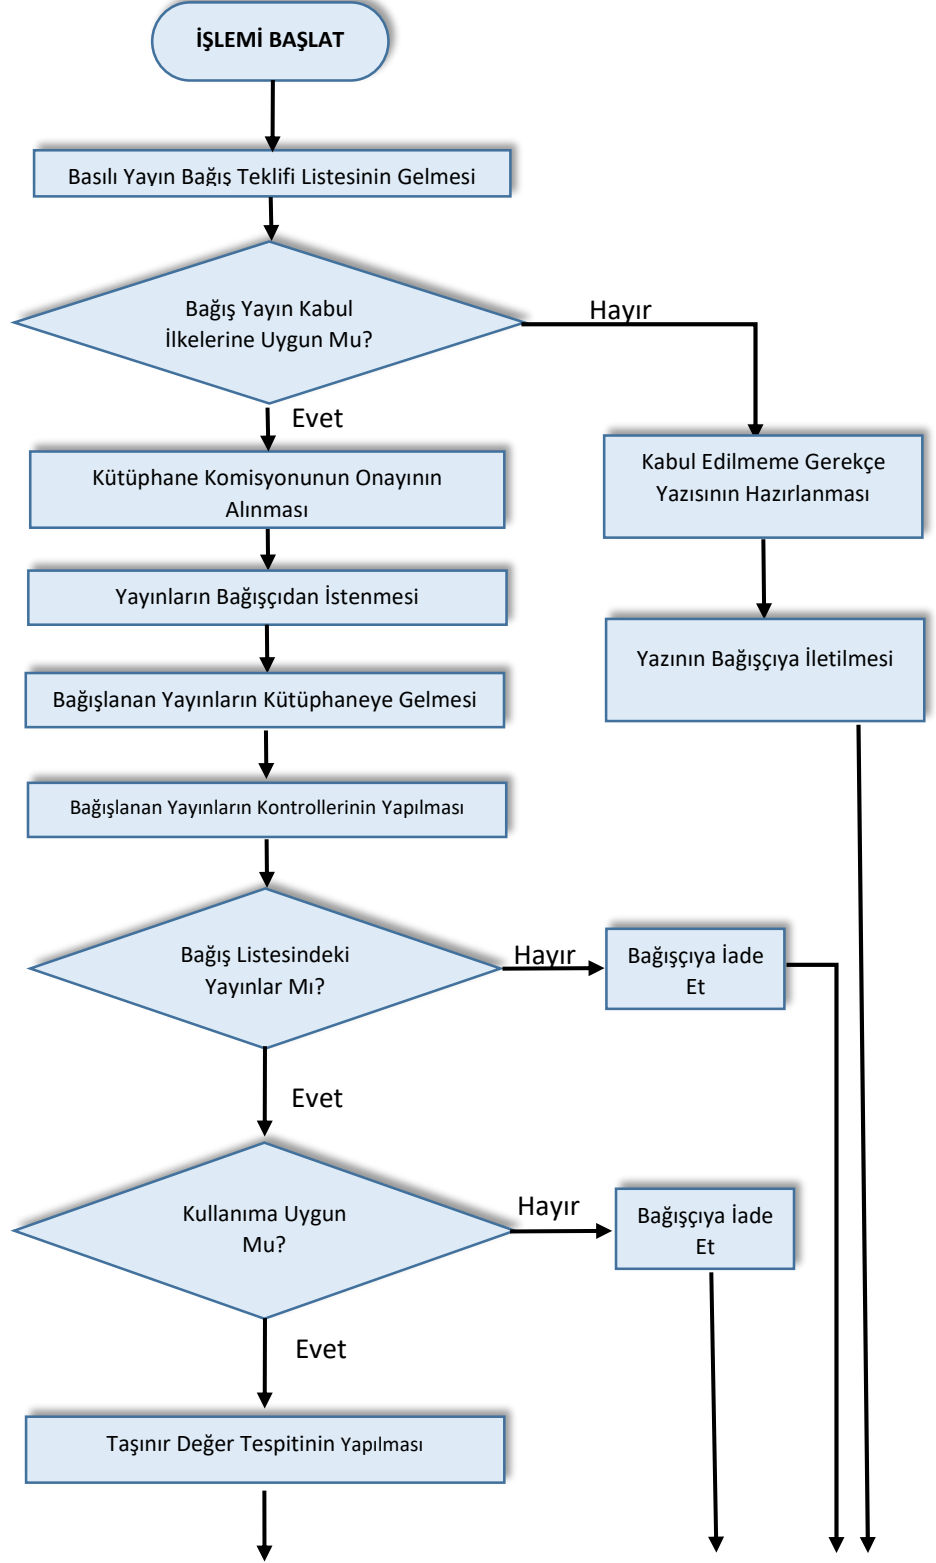 İŞLEMİ BAŞLAT
Basılı Yayın Bağış Teklifi Listesinin Gelmesi
Bağış Yayın Kabul
İlkelerine Uygun Mu?
Hayır
Evet
Kabul Edilmeme Gerekçe
Yazısının Hazırlanması
Kütüphane Komisyonunun Onayının
Alınması
Yayınların Bağışçıdan İstenmesi
Yazının Bağışçıya İletilmesi
Bağışlanan Yayınların Kütüphaneye Gelmesi
Bağışlanan Yayınların Kontrollerinin Yapılması
Bağış Listesindeki
Yayınlar Mı?
Hayır
Bağışçıya İade
Et
Evet
Kullanıma Uygun
Mu?
Hayır
Bağışçıya İade
Et
Evet
Taşınır Değer Tespitinin Yapılması